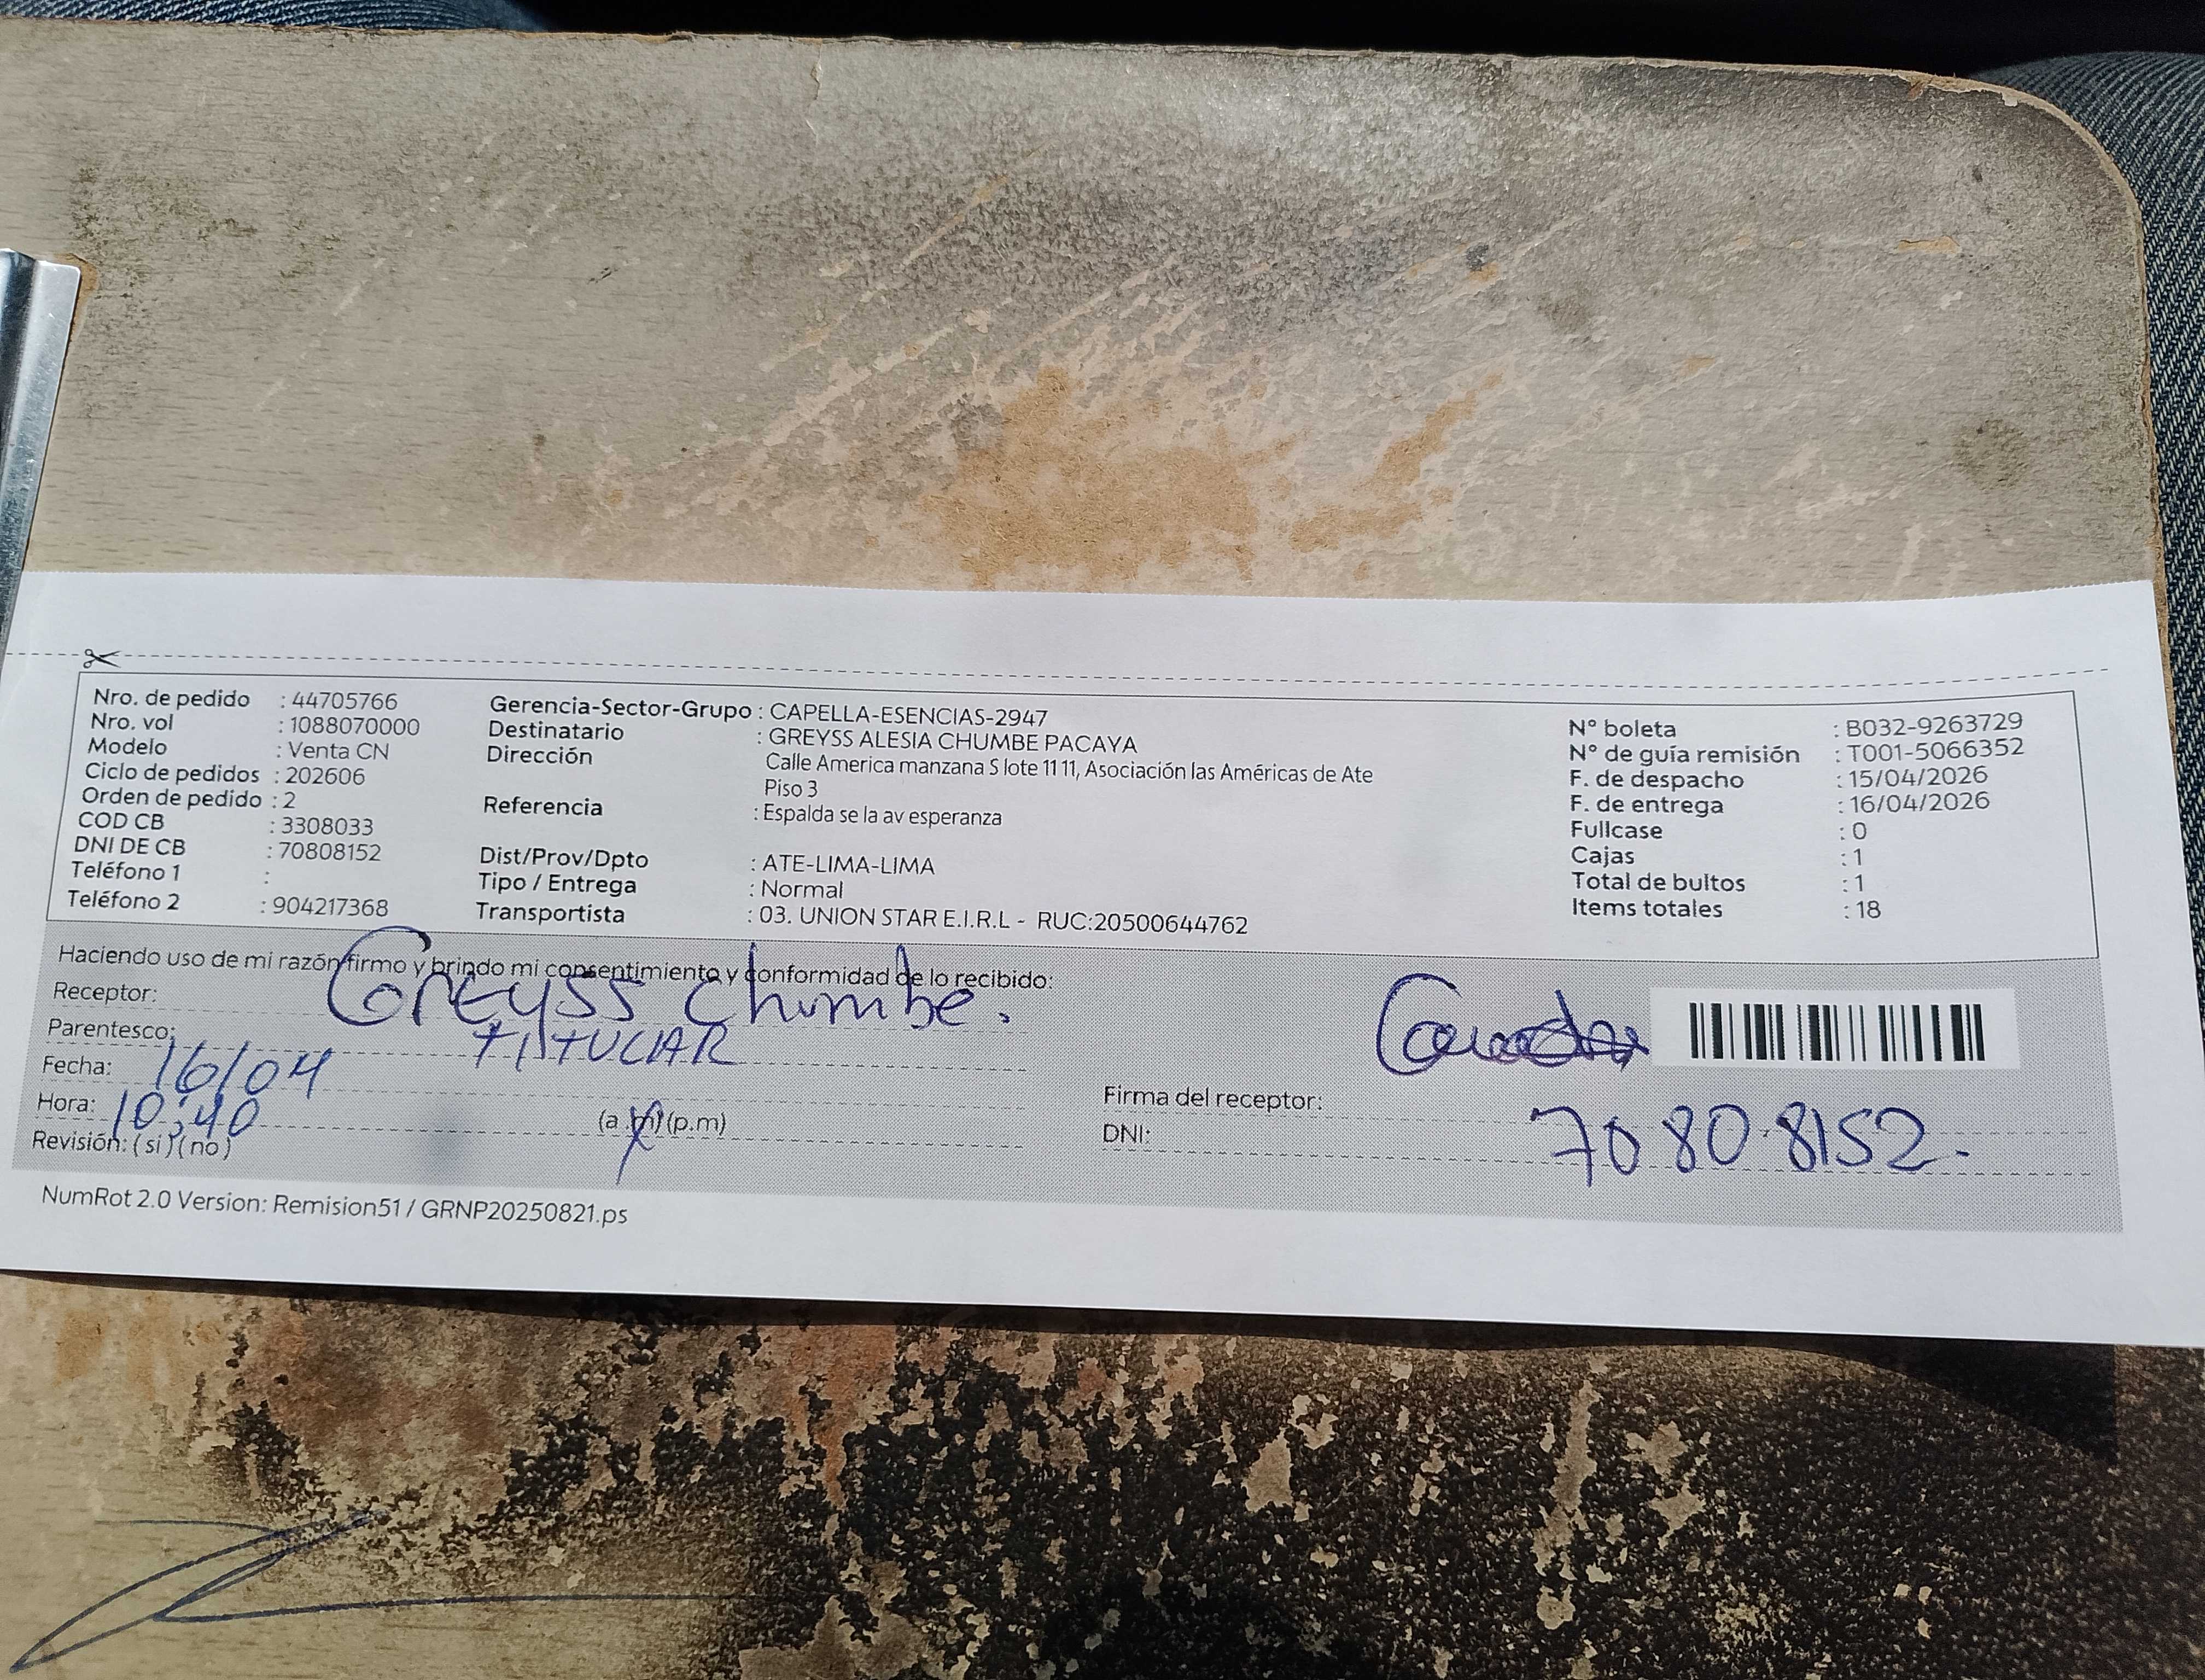 Nro. de pedido : 44705766
Nro. vol : 1088070000
Modelo : Venta CN
Ciclo de pedidos : 202606
Orden de pedido : 2
COD CB : 3308033
DNI DE CB : 70808152
Teléfono 1 :
Teléfono 2 : 904217368
Gerencia-Sector-Grupo : CAPELLA-ESENCIAS-2947
Destinatario : GREYSS ALESIA CHUMBE PACAYA
Dirección Calle America manzana S lote 11 11, Asociación las Américas de Ate
Piso 3
Referencia : Espalda se la av esperanza
Dist/Prov/Dpto : ATE-LIMA-LIMA
Tipo / Entrega : Normal
Transportista : 03. UNION STAR E.I.R.L - RUC:20500644762
N° boleta : B032-9263729
N° de guía remisión : T001-5066352
F. de despacho : 15/04/2026
F. de entrega : 16/04/2026
Fullcase : 0
Cajas : 1
Total de bultos : 1
Items totales : 18
Haciendo uso de mi razón firmo y brindo mi consentimiento y conformidad de lo recibido:
Receptor: Greyss Chumbe.
Parentesco: TITUCIAR
Fecha: 16/04
Hora: 10:40 (a.m) (p.m)
Revisión: (si) (no)
Firma del receptor:
DNI: 70808152.
NumRot 2.0 Version: Remision51 / GRNP20250821.ps